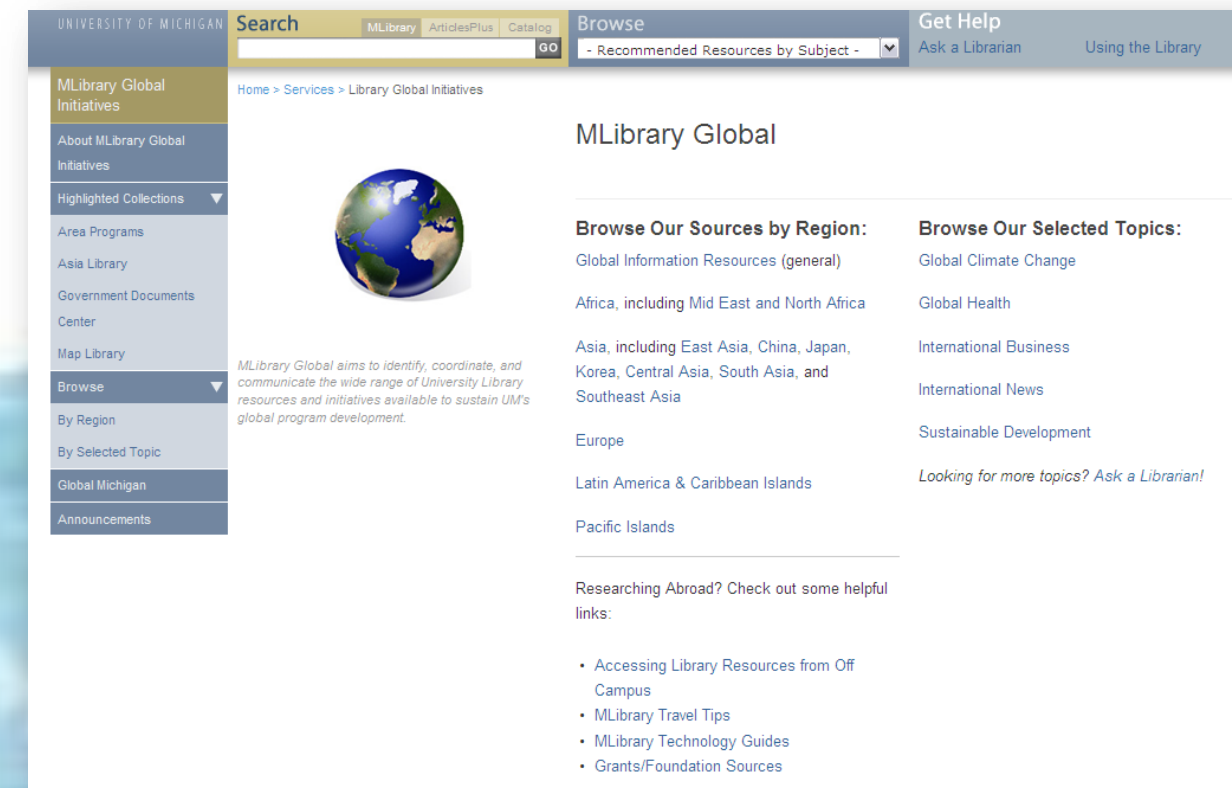 UNIVERSITY OF MICHIGAN
Search
MLibrary
ArticlesPlus
Catalog
GO
Browse
- Recommended Resources by Subject -
Get Help
Ask a Librarian
Using the Library
MLibrary Global
Initiatives
About MLibrary Global
Initiatives
Highlighted Collections
Area Programs
Asia Library
Government Documents
Center
Map Library
Browse
By Region
By Selected Topic
Global Michigan
Announcements
Home > Services > Library Global Initiatives
MLibrary Global aims to identify, coordinate, and
communicate the wide range of University Library
resources and initiatives available to sustain UM's
global program development.
MLibrary Global
Browse Our Sources by Region:
Global Information Resources (general)
Africa, including Mid East and North Africa
Asia, including East Asia, China, Japan,
Korea, Central Asia, South Asia, and
Southeast Asia
Europe
Latin America & Caribbean Islands
Pacific Islands
Researching Abroad? Check out some helpful
links:
• Accessing Library Resources from Off
Campus
• MLibrary Travel Tips
• MLibrary Technology Guides
• Grants/Foundation Sources
Browse Our Selected Topics:
Global Climate Change
Global Health
International Business
International News
Sustainable Development
Looking for more topics? Ask a Librarian!